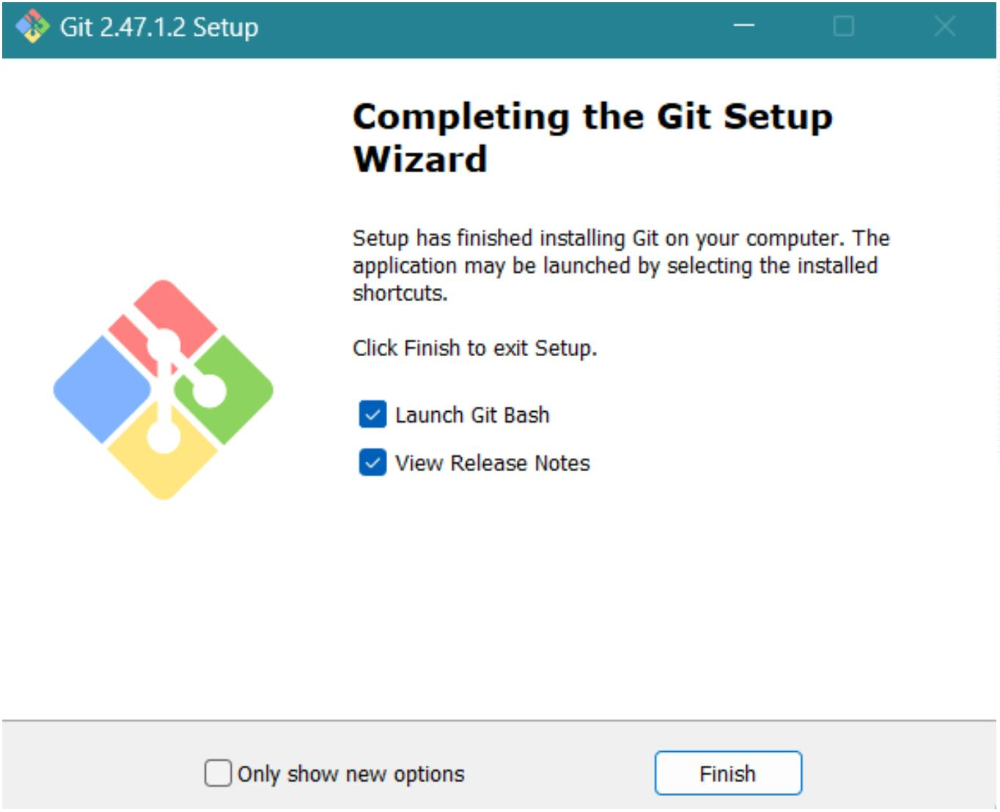 Git 2.47.1.2 Setup
Completing the Git Setup
Wizard
Setup has finished installing Git on your computer. The
application may be launched by selecting the installed
shortcuts.
Click Finish to exit Setup.
Launch Git Bash
View Release Notes
Only show new options
Finish